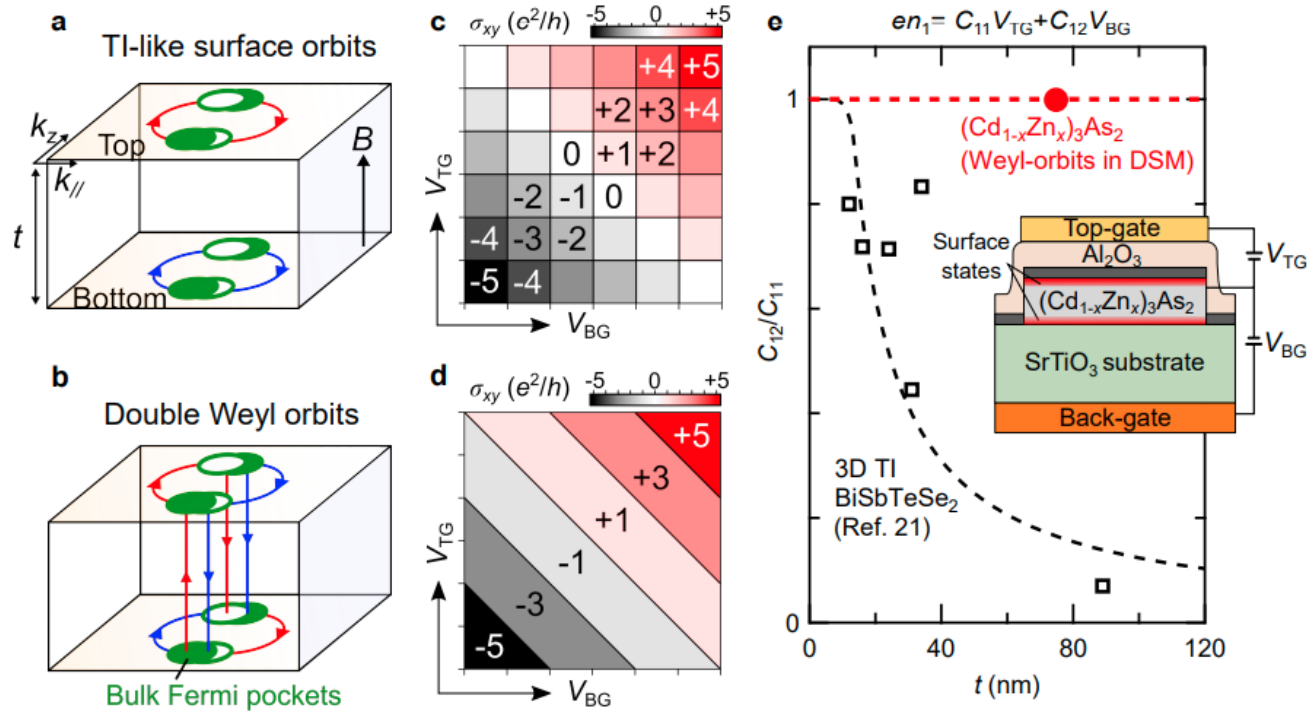 a
TI-like surface orbits
k_z
k_//
Top
B
t
Bottom
b
Double Weyl orbits
Bulk Fermi pockets
c
σ_xy (e²/h)
-5 0 +5
+4 +5
+2 +3 +4
0 +1 +2
-2 -1 0
-4 -3 -2
-5 -4
V_TG
V_BG
d
σ_xy (e²/h)
-5 0 +5
+5
+3
+1
-1
-3
-5
V_TG
V_BG
e
en₁= C₁₁V_TG+C₁₂V_BG
1
(Cd₁₋ₓZnₓ)₃As₂
(Weyl-orbits in DSM)
C₁₂/C₁₁
Surface
states
Top-gate
Al₂O₃
(Cd₁₋ₓZnₓ)₃As₂
SrTiO₃ substrate
Back-gate
V_TG
V_BG
3D TI
BiSbTeSe₂
(Ref. 21)
0
0 40 80 120
t (nm)